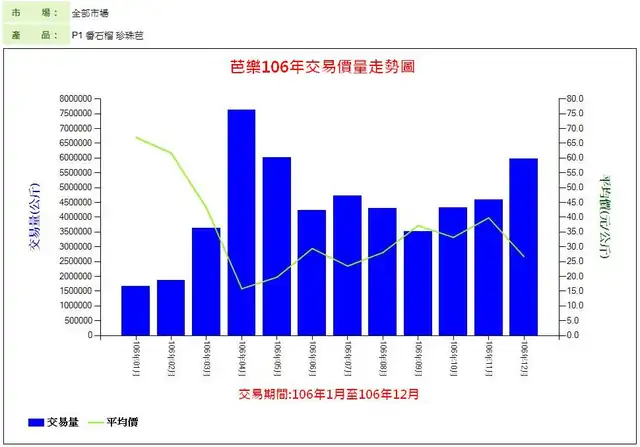 市 場： 全部市場
產 品： P1 番石榴 珍珠芭
芭樂106年交易價量走勢圖
8000000
7500000
7000000
6500000
6000000
5500000
5000000
4500000
4000000
3500000
3000000
2500000
2000000
1500000
1000000
500000
0
交易量(公斤)
80.0
75.0
70.0
65.0
60.0
55.0
50.0
45.0
40.0
35.0
30.0
25.0
20.0
15.0
10.0
5.0
0.0
平均價(元/公斤)
106年01月
106年02月
106年03月
106年04月
106年05月
106年06月
106年07月
106年08月
106年09月
106年10月
106年11月
106年12月
交易期間:106年1月至106年12月
交易量 平均價